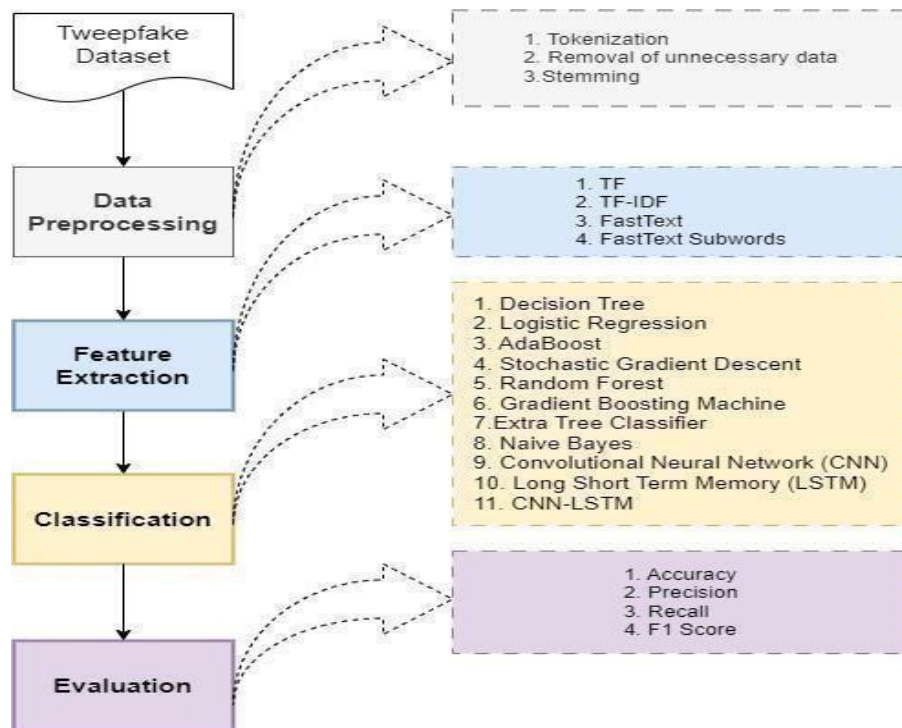 Tweepfake
Dataset
1. Tokenization
2. Removal of unnecessary data
3.Stemming
Data
Preprocessing
1. TF
2. TF-IDF
3. FastText
4. FastText Subwords
Feature
Extraction
1. Decision Tree
2. Logistic Regression
3. AdaBoost
4. Stochastic Gradient Descent
5. Random Forest
6. Gradient Boosting Machine
7.Extra Tree Classifier
8. Naive Bayes
9. Convolutional Neural Network (CNN)
10. Long Short Term Memory (LSTM)
11. CNN-LSTM
Classification
1. Accuracy
2. Precision
3. Recall
4. F1 Score
Evaluation